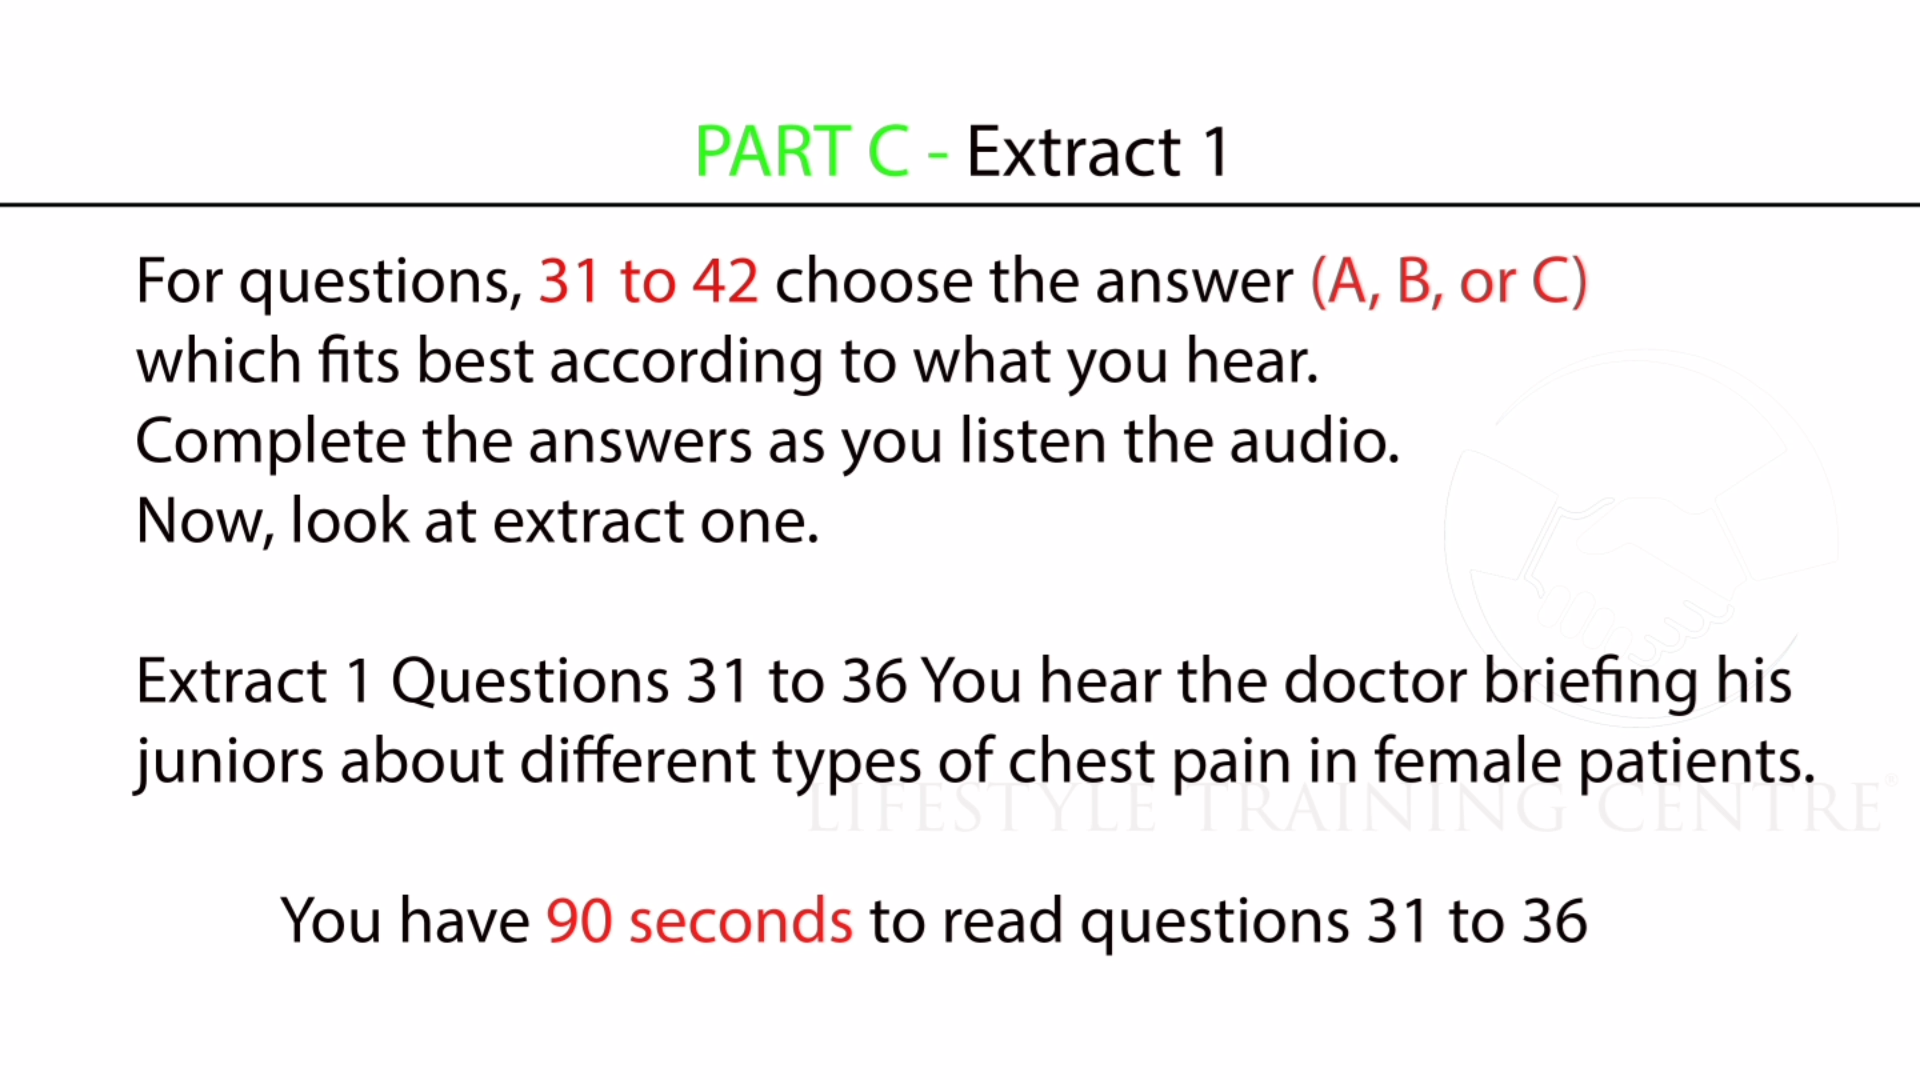 PART C - Extract 1
For questions, 31 to 42 choose the answer (A, B, or C)
which fits best according to what you hear.
Complete the answers as you listen the audio.
Now, look at extract one.
Extract 1 Questions 31 to 36 You hear the doctor briefing his
juniors about different types of chest pain in female patients.
LIFESTYLE TRAINING CENTRE®
You have 90 seconds to read questions 31 to 36